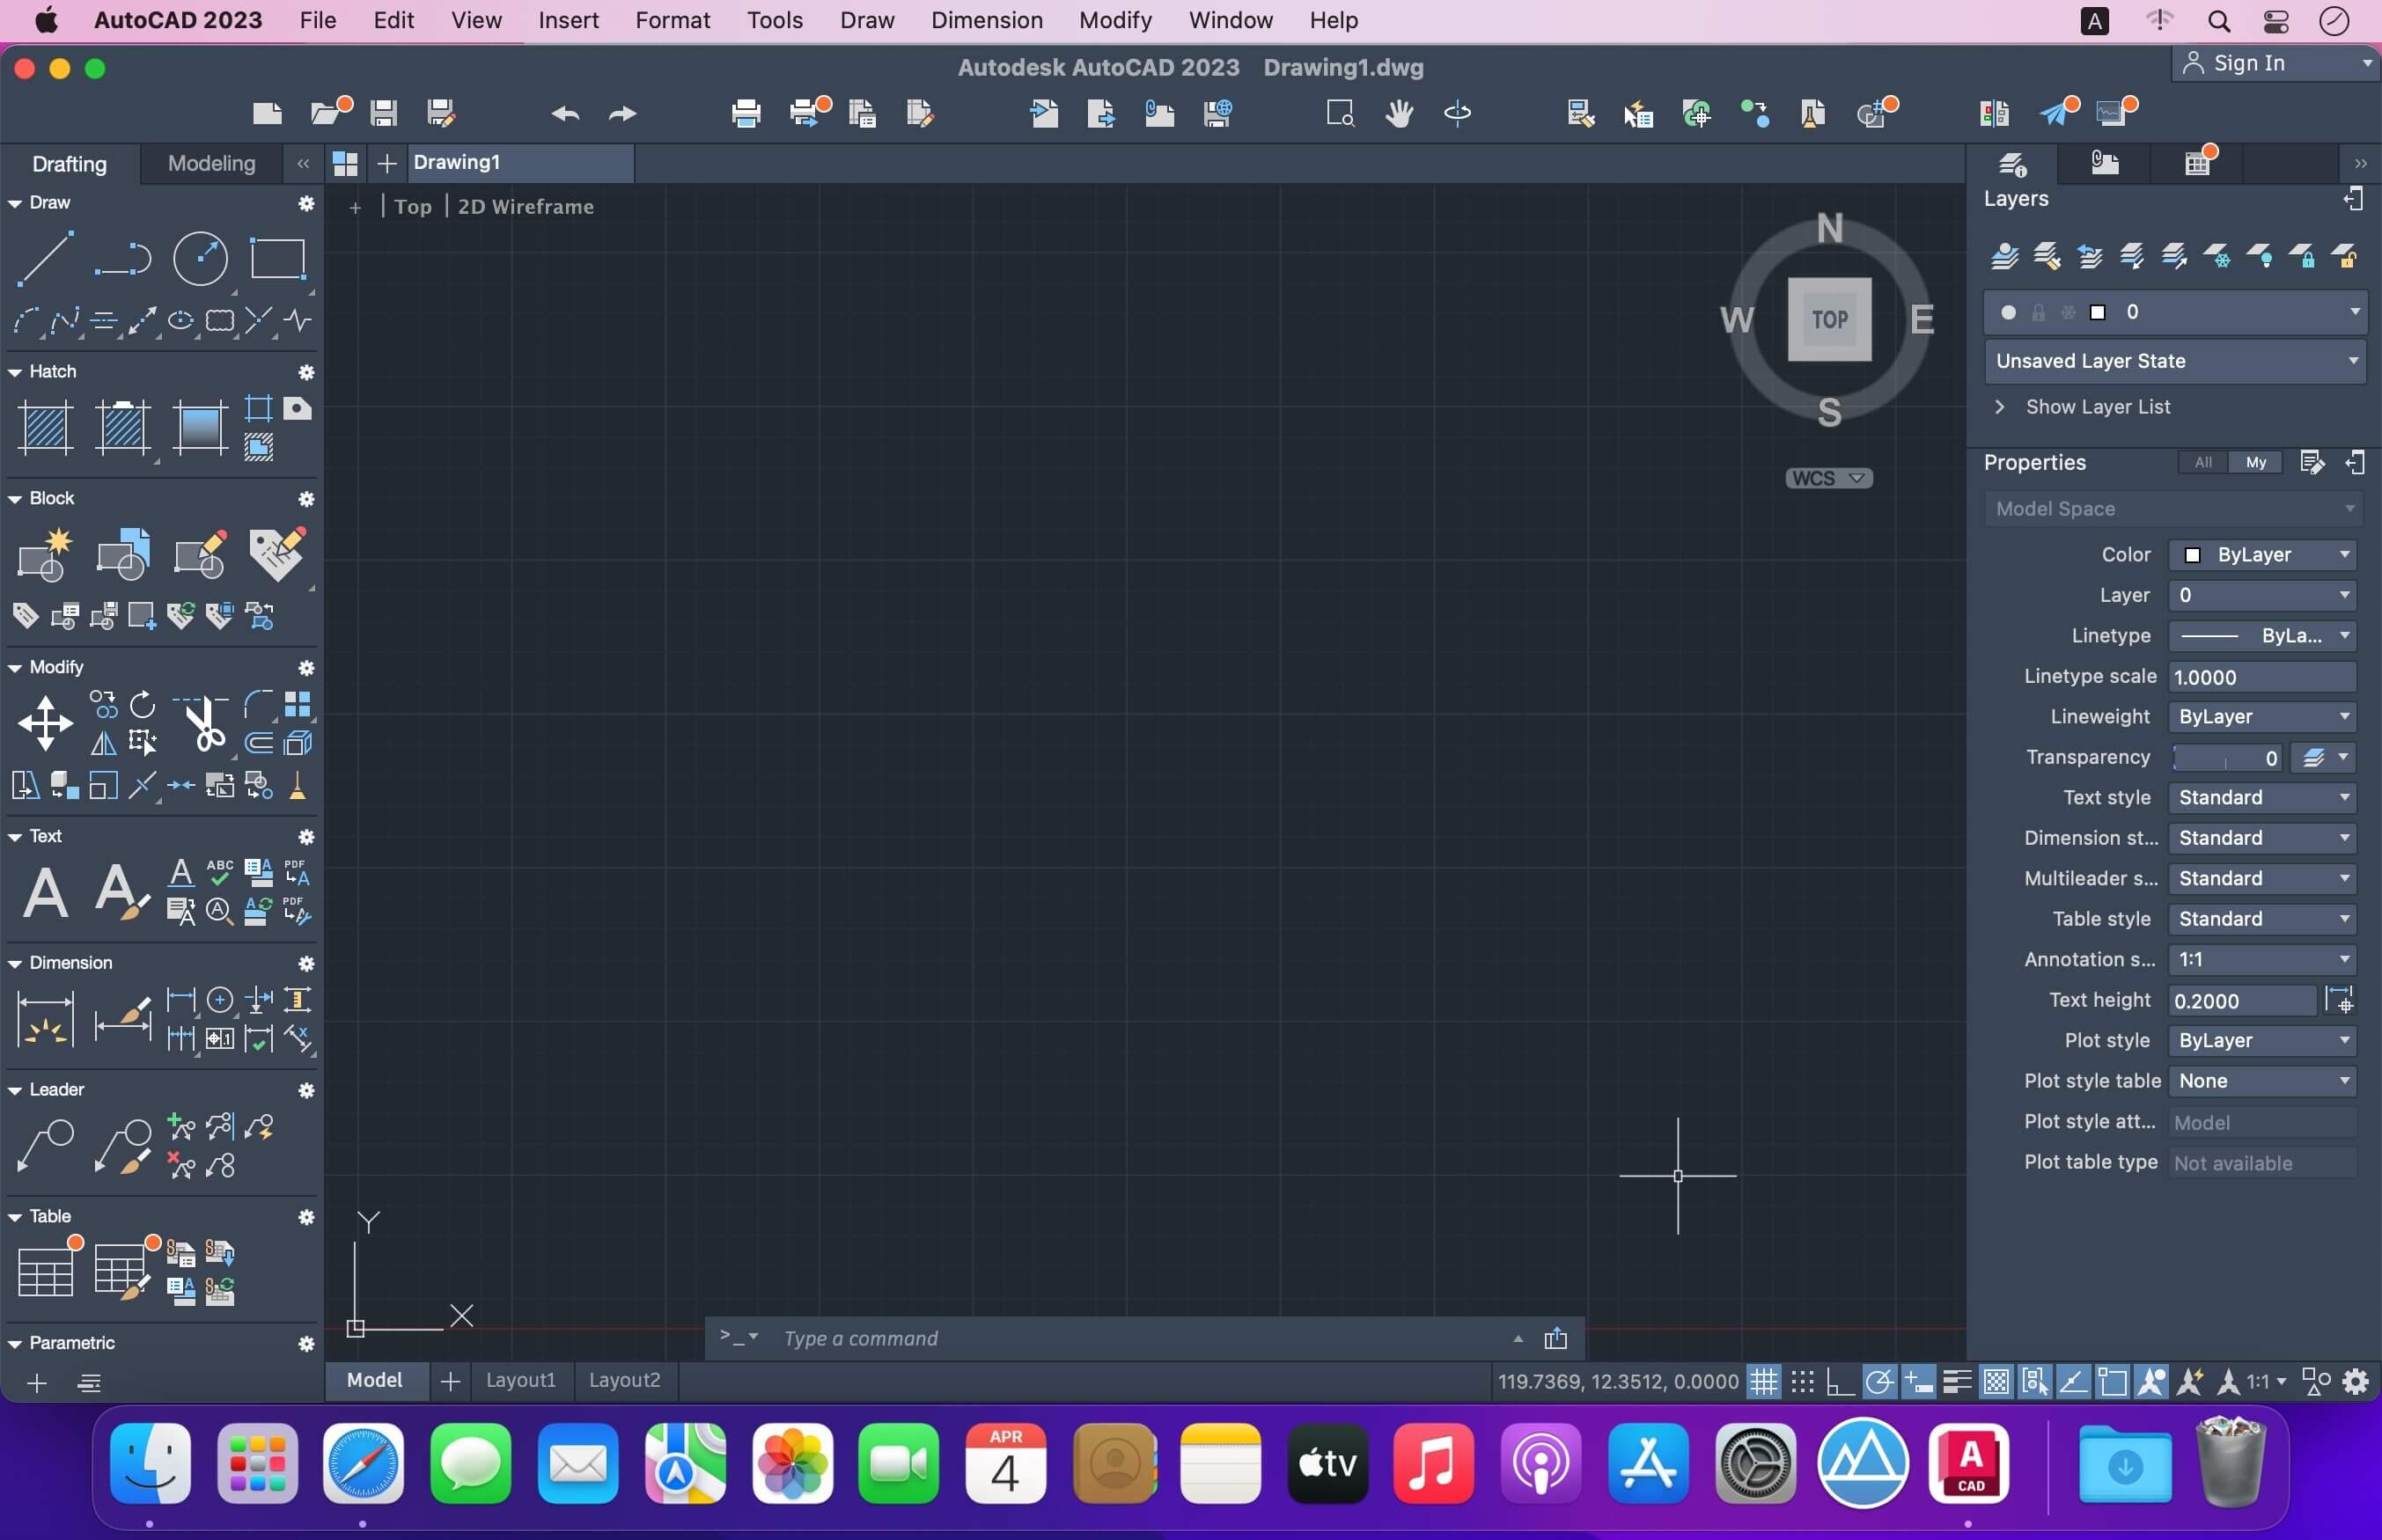 AutoCAD 2023 File Edit View Insert Format Tools Draw Dimension Modify Window Help A
Autodesk AutoCAD 2023 Drawing1.dwg
Sign In
Drafting Modeling « Drawing1 »
+ | Top | 2D Wireframe
Draw
Hatch
Block
Modify
Text
A A A ABC A PDF A
A A A PDF
Dimension
Leader
Table
Parametric
N
W TOP E
S
WCS
Y
X
>_ Type a command
Model + Layout1 Layout2
119.7369, 12.3512, 0.0000 1:1
Layers
0
Unsaved Layer State
Show Layer List
Properties All My
Model Space
Color ByLayer
Layer 0
Linetype ByLa...
Linetype scale 1.0000
Lineweight ByLayer
Transparency 0
Text style Standard
Dimension st... Standard
Multileader s... Standard
Table style Standard
Annotation s... 1:1
Text height 0.2000
Plot style ByLayer
Plot style table None
Plot style att... Model
Plot table type Not available
APR
4
tv
A
CAD